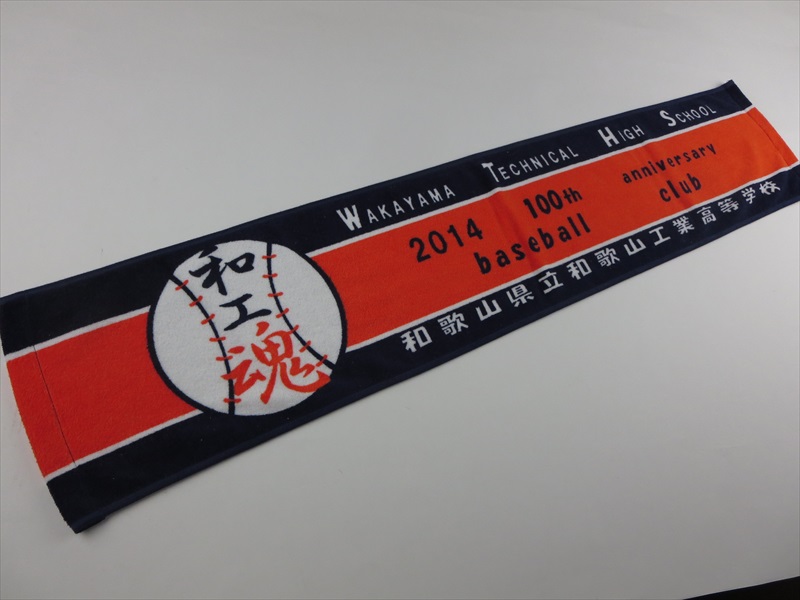 和工魂
WAKAYAMA TECHNICAL HIGH SCHOOL
2014 100th anniversary
baseball club
和歌山県立和歌山工業高等学校